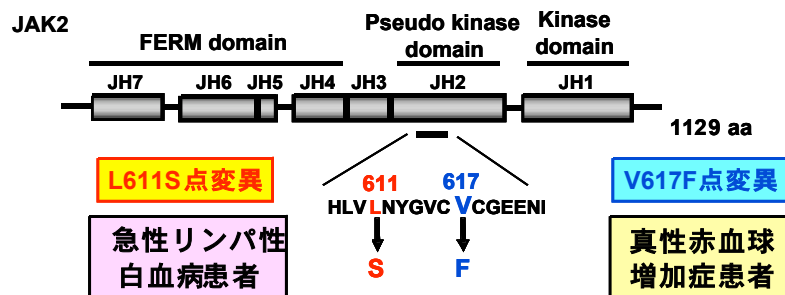 JAK2
FERM domain
Pseudo kinase
domain
Kinase
domain
JH7 JH6 JH5 JH4 JH3 JH2 JH1
1129 aa
L611S点変異
611 617
V617F点変異
HLVLNYGVCVCGEENI
急性リンパ性
白血病患者
S F
真性赤血球
増加症患者